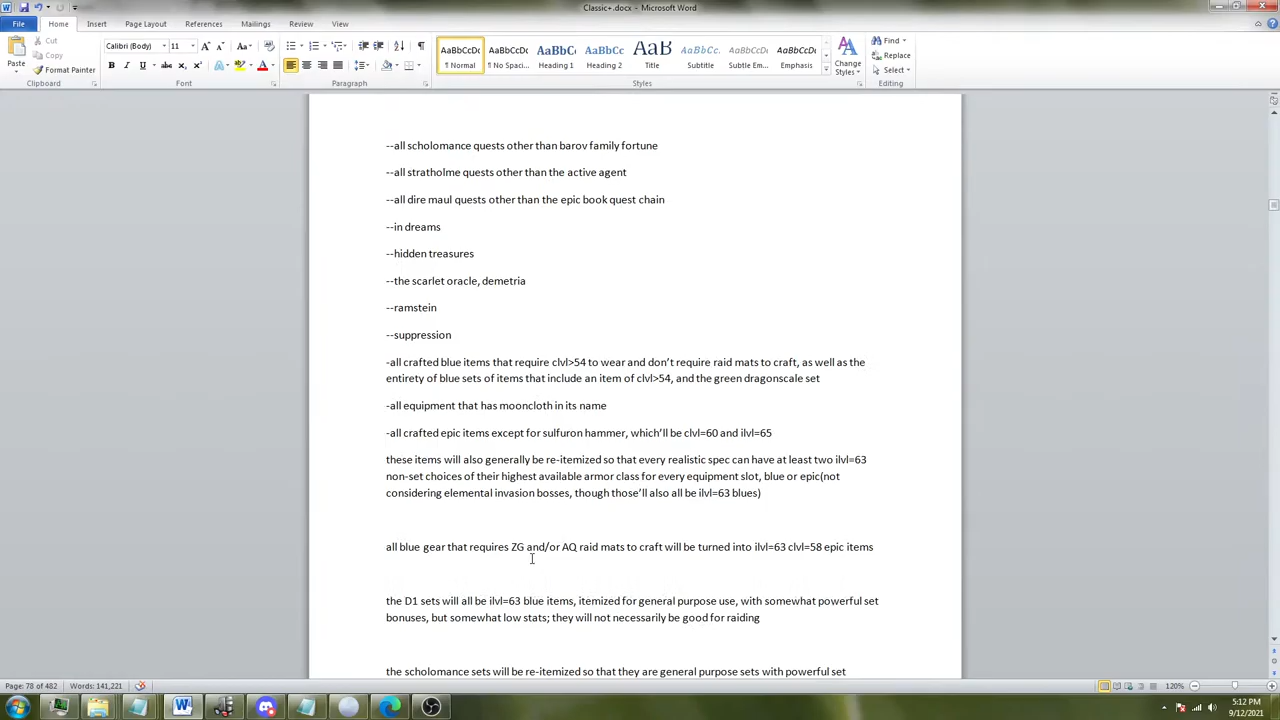 Classic+.docx - Microsoft Word
File Home Insert Page Layout References Mailings Review View
Cut
Copy
Format Painter
Paste
Clipboard
Calibri (Body) 11
Font
Paragraph
AaBbCcDc AaBbCcDc AaBbC AaBbCc AaB AaBbCcL AaBbCcDc AaBbCcDc
¶ Normal ¶ No Spaci... Heading 1 Heading 2 Title Subtitle Subtle Em... Emphasis
Change Styles
Styles
Find
Replace
Select
Editing
--all scholomance quests other than barov family fortune
--all stratholme quests other than the active agent
--all dire maul quests other than the epic book quest chain
--in dreams
--hidden treasures
--the scarlet oracle, demetria
--ramstein
--suppression
-all crafted blue items that require clvl>54 to wear and don't require raid mats to craft, as well as the
entirety of blue sets of items that include an item of clvl>54, and the green dragonscale set
-all equipment that has mooncloth in its name
-all crafted epic items except for sulfuron hammer, which'll be clvl=60 and ilvl=65
these items will also generally be re-itemized so that every realistic spec can have at least two ilvl=63
non-set choices of their highest available armor class for every equipment slot, blue or epic(not
considering elemental invasion bosses, though those'll also all be ilvl=63 blues)
all blue gear that requires ZG and/or AQ raid mats to craft will be turned into ilvl=63 clvl=58 epic items
the D1 sets will all be ilvl=63 blue items, itemized for general purpose use, with somewhat powerful set
bonuses, but somewhat low stats; they will not necessarily be good for raiding
the scholomance sets will be re-itemized so that they are general purpose sets with powerful set
Page: 78 of 482 Words: 141,221
120%
5:12 PM
9/12/2021